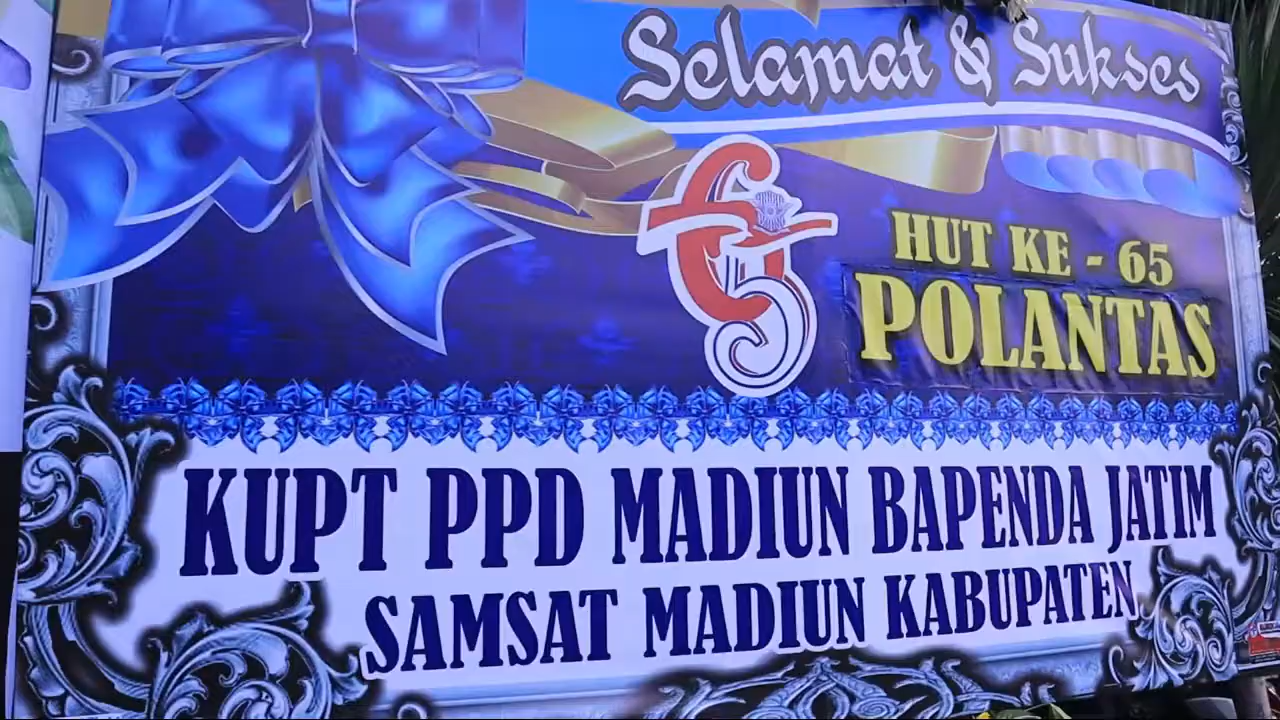 Selamat & Sukses
65
HUT KE - 65
POLANTAS
KUPT PPD MADIUN BAPENDA JATIM
SAMSAT MADIUN KABUPATEN